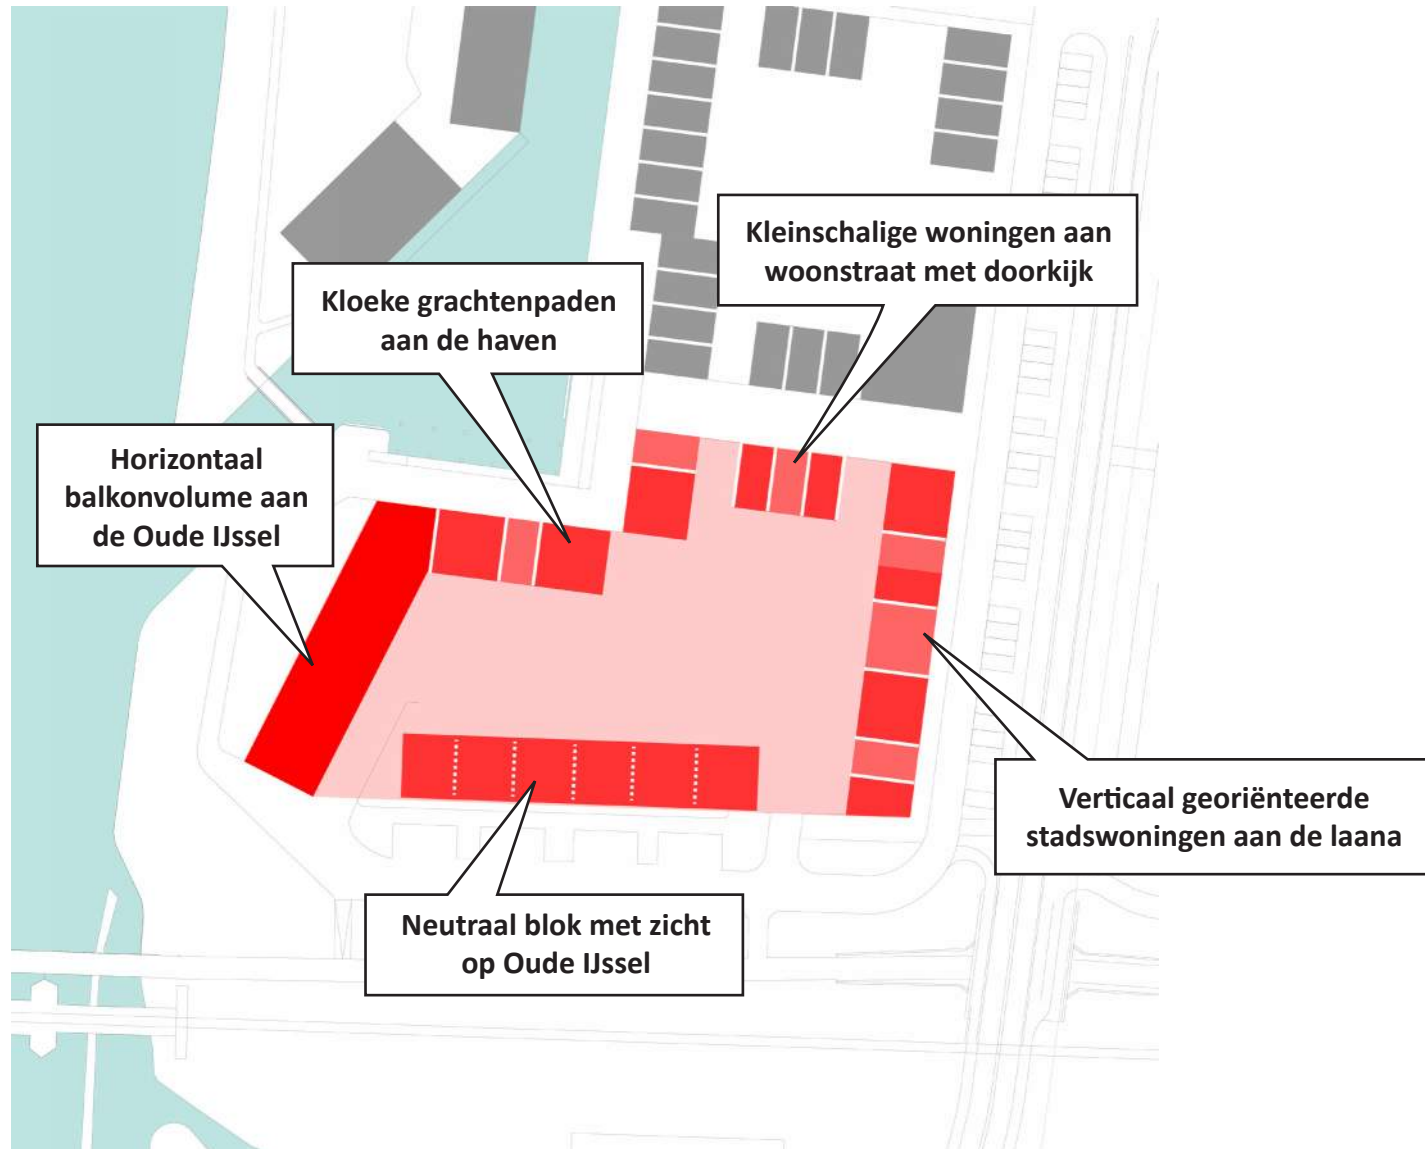 Kleinschalige woningen aan
woonstraat met doorkijk
Kloeke grachtenpaden
aan de haven
Horizontaal
balkonvolume aan
de Oude IJssel
Verticaal georiënteerde
stadswoningen aan de laana
Neutraal blok met zicht
op Oude IJssel